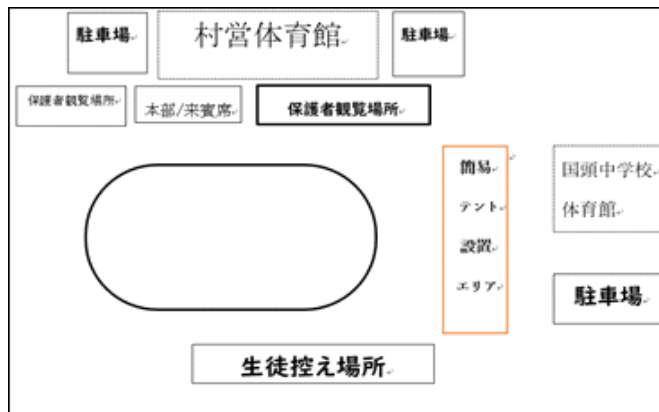 駐車場
村営体育館
駐車場
保護者観覧場所
本部/来賓席
保護者観覧場所
簡易
テント
設置
エリア
国頭中学校
体育館
駐車場
生徒控え場所